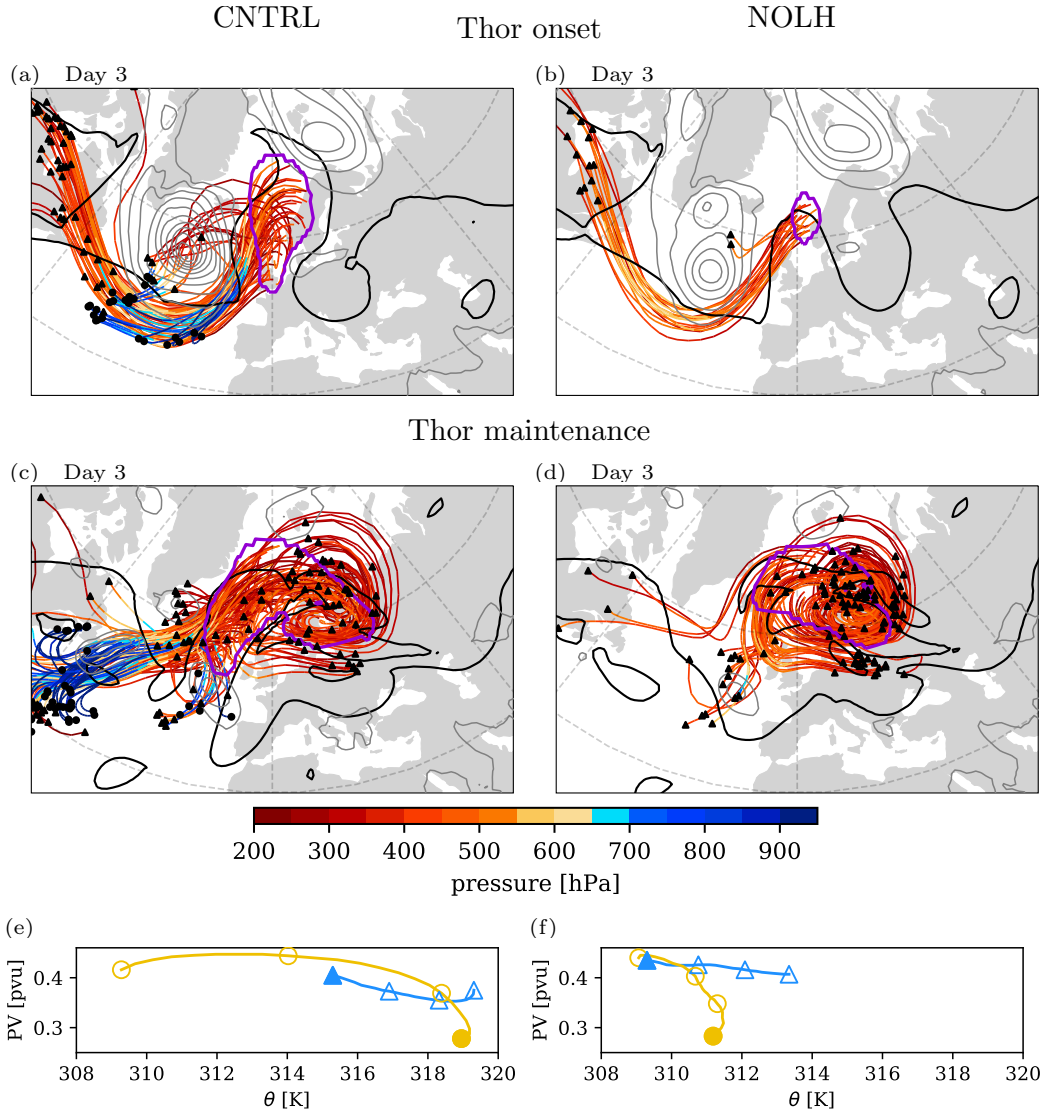 CNTRL NOLH
Thor onset
(a) Day 3 (b) Day 3
Thor maintenance
(c) Day 3 (d) Day 3
200 300 400 500 600 700 800 900
pressure [hPa]
(e) (f)
0.4 0.4
0.3 0.3
PV [pvu] PV [pvu]
308 310 312 314 316 318 320 308 310 312 314 316 318 320
θ [K] θ [K]